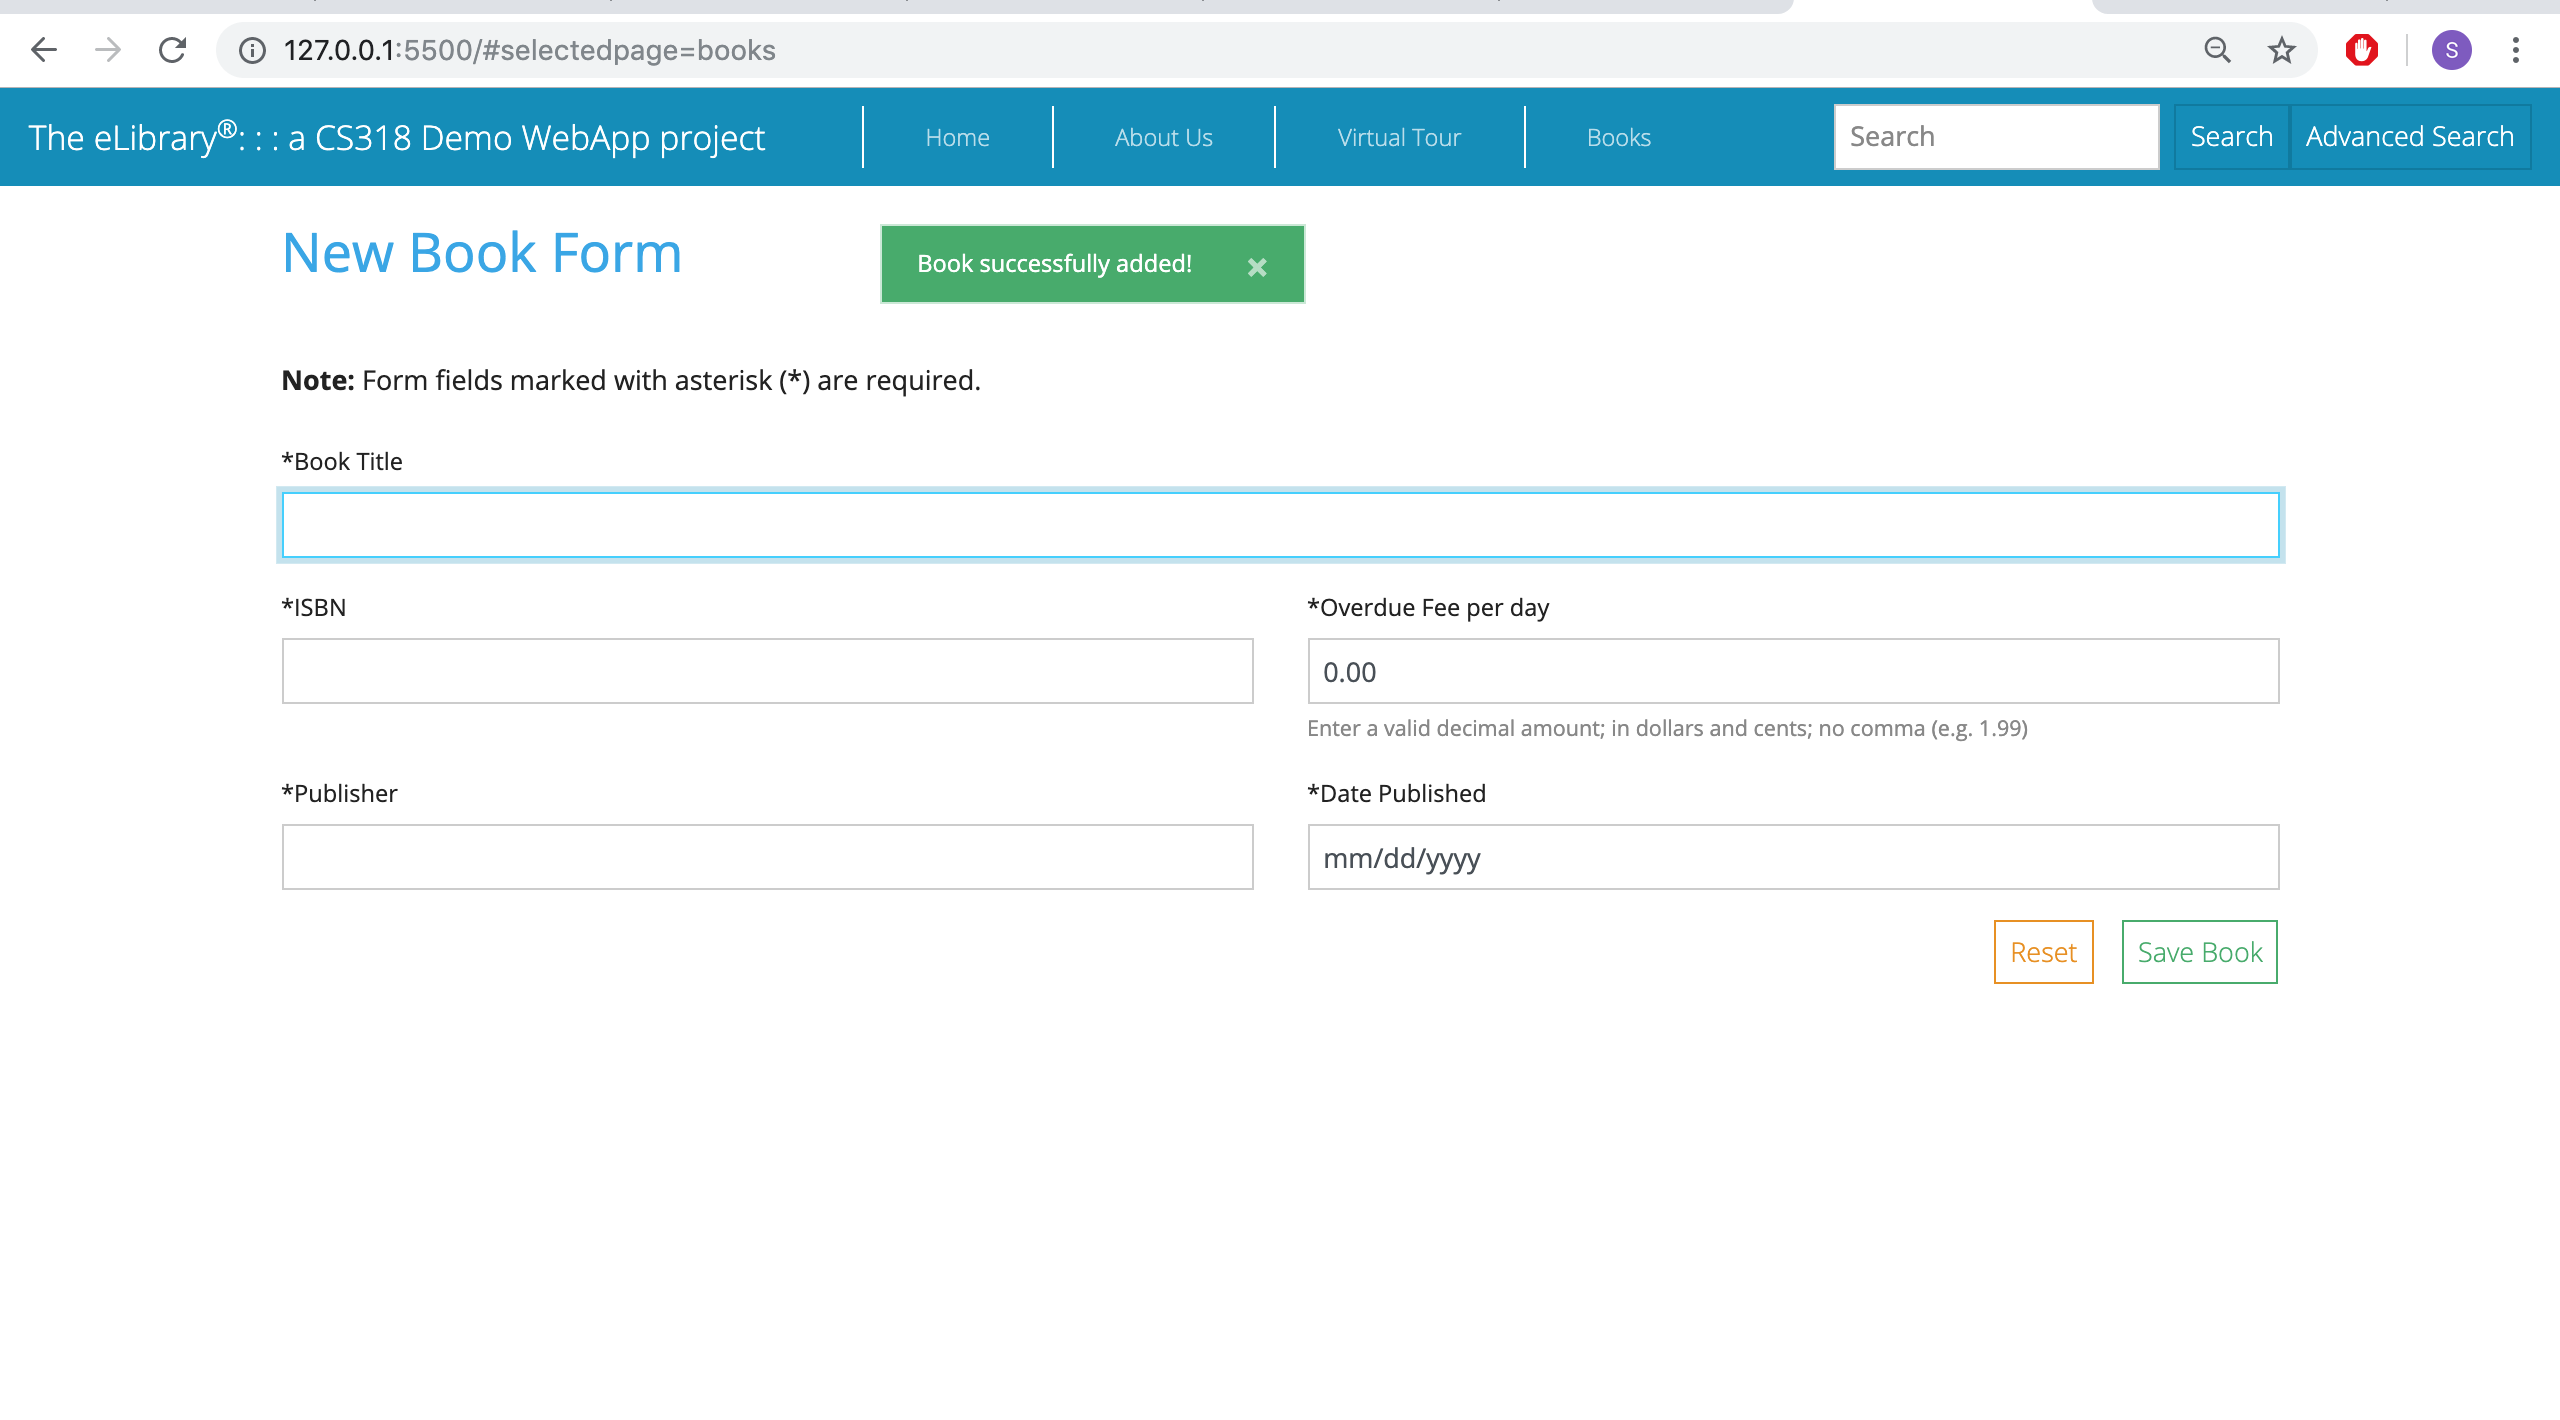 127.0.0.1:5500/#selectedpage=books
S
The eLibrary®: : : a CS318 Demo WebApp project
Home
About Us
Virtual Tour
Books
Search
Search
Advanced Search
New Book Form
Book successfully added!
Note: Form fields marked with asterisk (*) are required.
*Book Title
*ISBN
*Overdue Fee per day
0.00
Enter a valid decimal amount; in dollars and cents; no comma (e.g. 1.99)
*Publisher
*Date Published
mm/dd/yyyy
Reset
Save Book